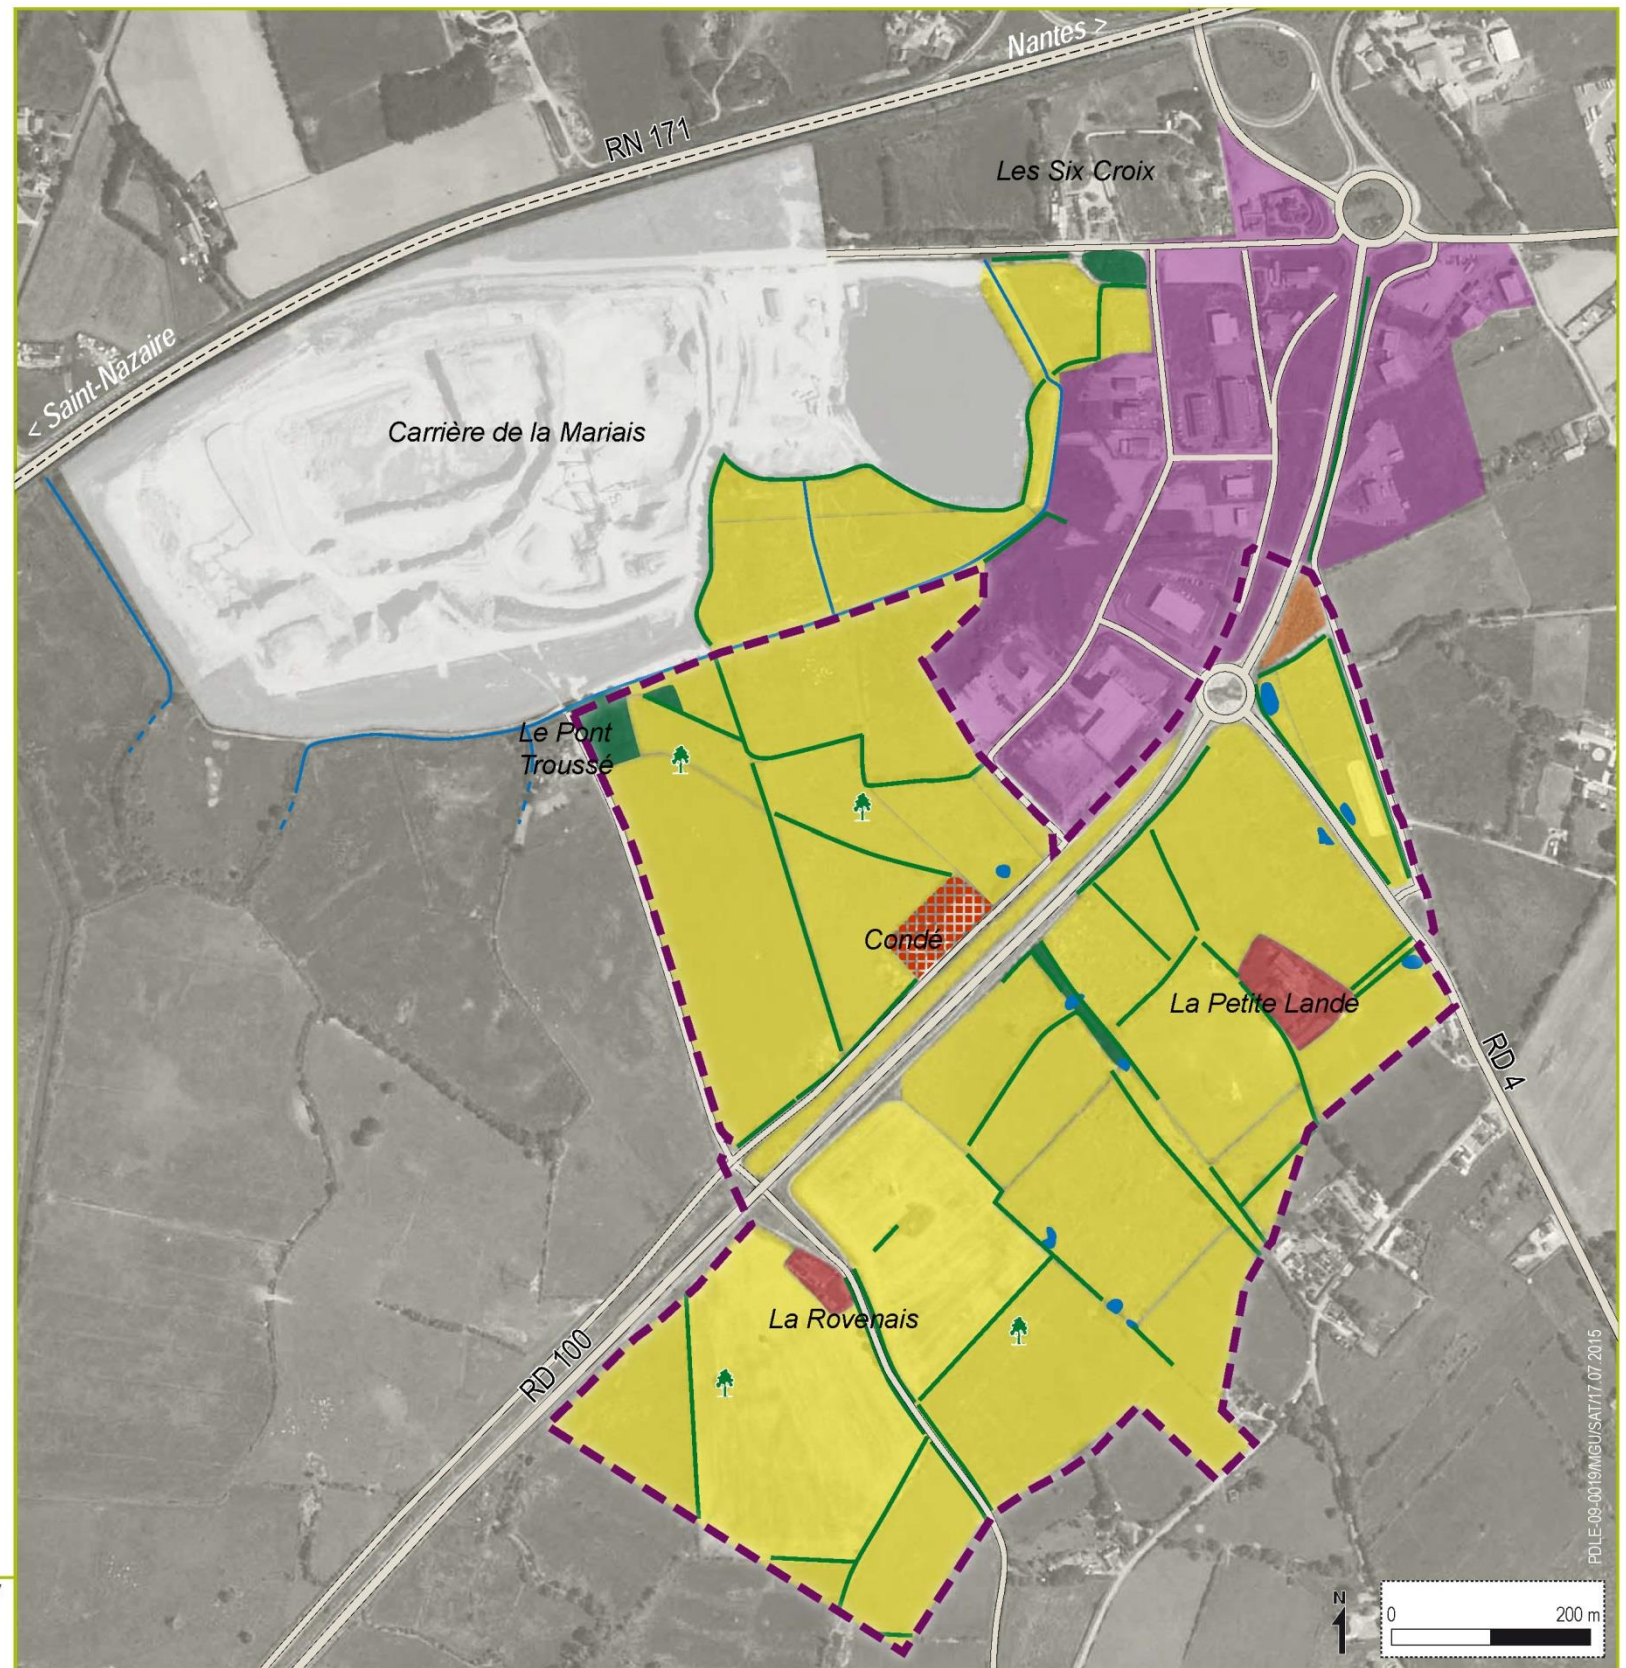 Nantes >
RN 171
Les Six Croix
< Saint-Nazaire
Carrière de la Mariais
Le Pont
Troussé
Condé
La Petite Lande
RD 4
La Rovenais
RD 100
PDLE-09-0019/MGU/SAT/17.07.2015
N
0 200 m